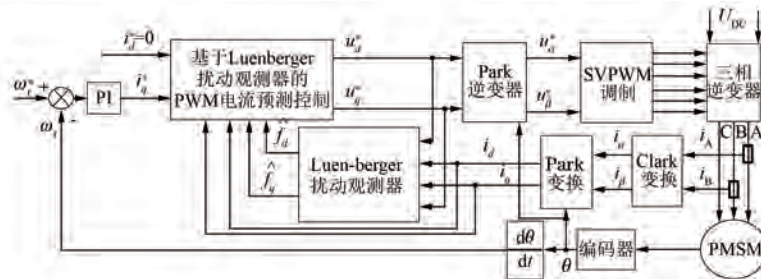 U_DC
i_d^*=0
基于Luenberger
扰动观测器的
PWM电流预测控制
u_d^*
u_q^*
Park
逆变器
u_α^*
u_β^*
SVPWM
调制
三相
逆变器
C B A
ω_r^* +
-
PI
i_q^*
ω_r
f̂_d
f̂_q
Luen-berger
扰动观测器
i_d
i_q
Park
变换
i_α
i_β
Clark
变换
i_A
i_B
dθ
dt
θ
编码器
PMSM